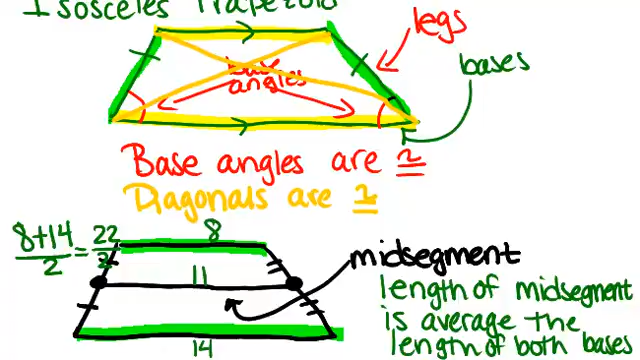 Isosceles Trapezoid
legs
bases
base
angles
Base angles are ≅
Diagonals are ≅
8+14/2 = 22/2
8
11
14
midsegment
length of midsegment
is average the
length of both bases